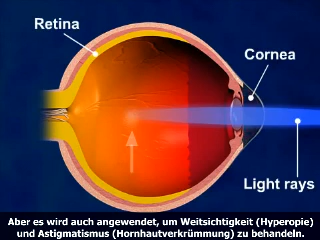 Retina
Cornea
Light rays
Aber es wird auch angewendet, um Weitsichtigkeit (Hyperopie)
und Astigmatismus (Hornhautverkrümmung) zu behandeln.